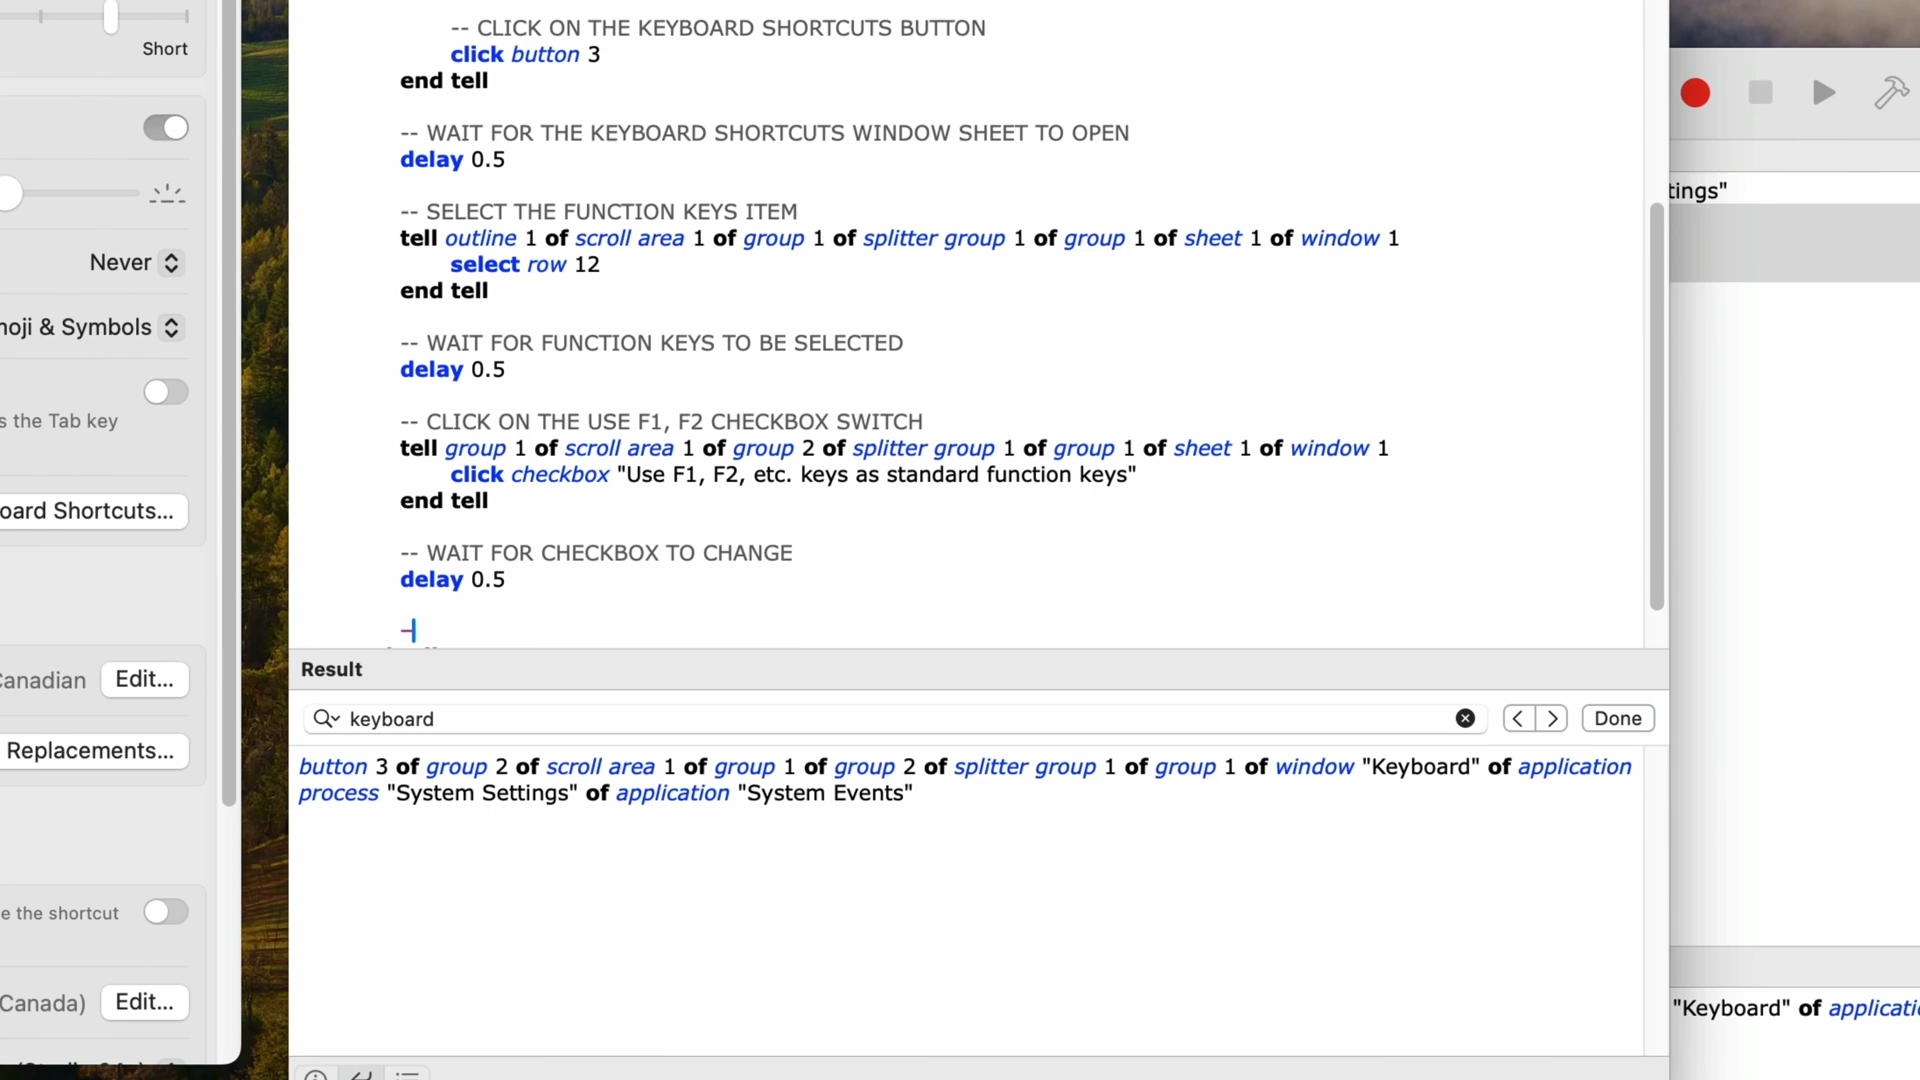 Short
Never
& Symbols
s the Tab key
oard Shortcuts...
Canadian Edit...
Replacements...
e the shortcut
Canada) Edit...
-- CLICK ON THE KEYBOARD SHORTCUTS BUTTON
click button 3
end tell
-- WAIT FOR THE KEYBOARD SHORTCUTS WINDOW SHEET TO OPEN
delay 0.5
-- SELECT THE FUNCTION KEYS ITEM
tell outline 1 of scroll area 1 of group 1 of splitter group 1 of group 1 of sheet 1 of window 1
select row 12
end tell
-- WAIT FOR FUNCTION KEYS TO BE SELECTED
delay 0.5
-- CLICK ON THE USE F1, F2 CHECKBOX SWITCH
tell group 1 of scroll area 1 of group 2 of splitter group 1 of group 1 of sheet 1 of window 1
click checkbox "Use F1, F2, etc. keys as standard function keys"
end tell
-- WAIT FOR CHECKBOX TO CHANGE
delay 0.5
-
Result
keyboard
Done
button 3 of group 2 of scroll area 1 of group 1 of group 2 of splitter group 1 of group 1 of window "Keyboard" of application
process "System Settings" of application "System Events"
tings"
"Keyboard" of applicati